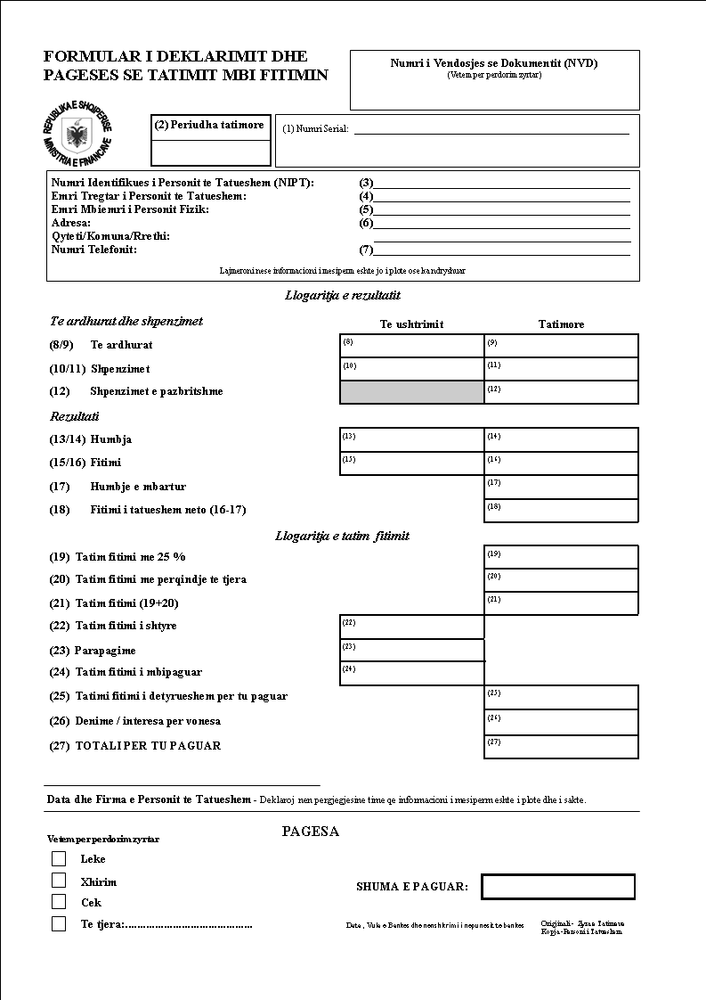 FORMULAR I DEKLARIMIT DHE
PAGESES SE TATIMIT MBI FITIMIN
Numri i Vendosjes se Dokumentit (NVD)
(Vetem per perdorim zyrtar)
REPUBLIKA E SHQIPERISE
MINISTRIA E FINANCAVE
(2) Periudha tatimore
(1) Numri Serial:
Numri Identifikues i Personit te Tatueshem (NIPT): (3)
Emri Tregtar i Personit te Tatueshem: (4)
Emri Mbiemri i Personit Fizik: (5)
Adresa: (6)
Qyteti/Komuna/Rrethi:
Numri Telefonit: (7)
Lajmeroni nese informacioni i mesiperm eshte jo i plote ose ka ndryshuar
Llogaritja e rezultatit
Te ardhurat dhe shpenzimet Te ushtrimit Tatimore
(8/9) Te ardhurat (8) (9)
(10/11) Shpenzimet (10) (11)
(12) Shpenzimet e pazbritshme (12)
Rezultati
(13/14) Humbja (13) (14)
(15/16) Fitimi (15) (16)
(17) Humbje e mbartur (17)
(18) Fitimi i tatueshem neto (16-17) (18)
Llogaritja e tatim fitimit
(19) Tatim fitimi me 25 % (19)
(20) Tatim fitimi me perqindje te tjera (20)
(21) Tatim fitimi (19+20) (21)
(22) Tatim fitimi i shtyre (22)
(23) Parapagime (23)
(24) Tatim fitimi i mbipaguar (24)
(25) Tatimi fitimi i detyrueshem per tu paguar (25)
(26) Denime / interesa per vonesa (26)
(27) TOTALI PER TU PAGUAR (27)
Data dhe Firma e Personit te Tatueshem - Deklaroj nen pergjegjesine time qe informacioni i mesiperm eshte i plote dhe i sakte.
PAGESA
Vetem per perdorim zyrtar
Leke
Xhirim
SHUMA E PAGUAR:
Cek
Te tjera:...........................................
Data , Vula e Bankes dhe nenshkrimi i nepunesit te bankes
Origjinali - Zyra e Tatimeve
Kopja-Personi i Tatueshem